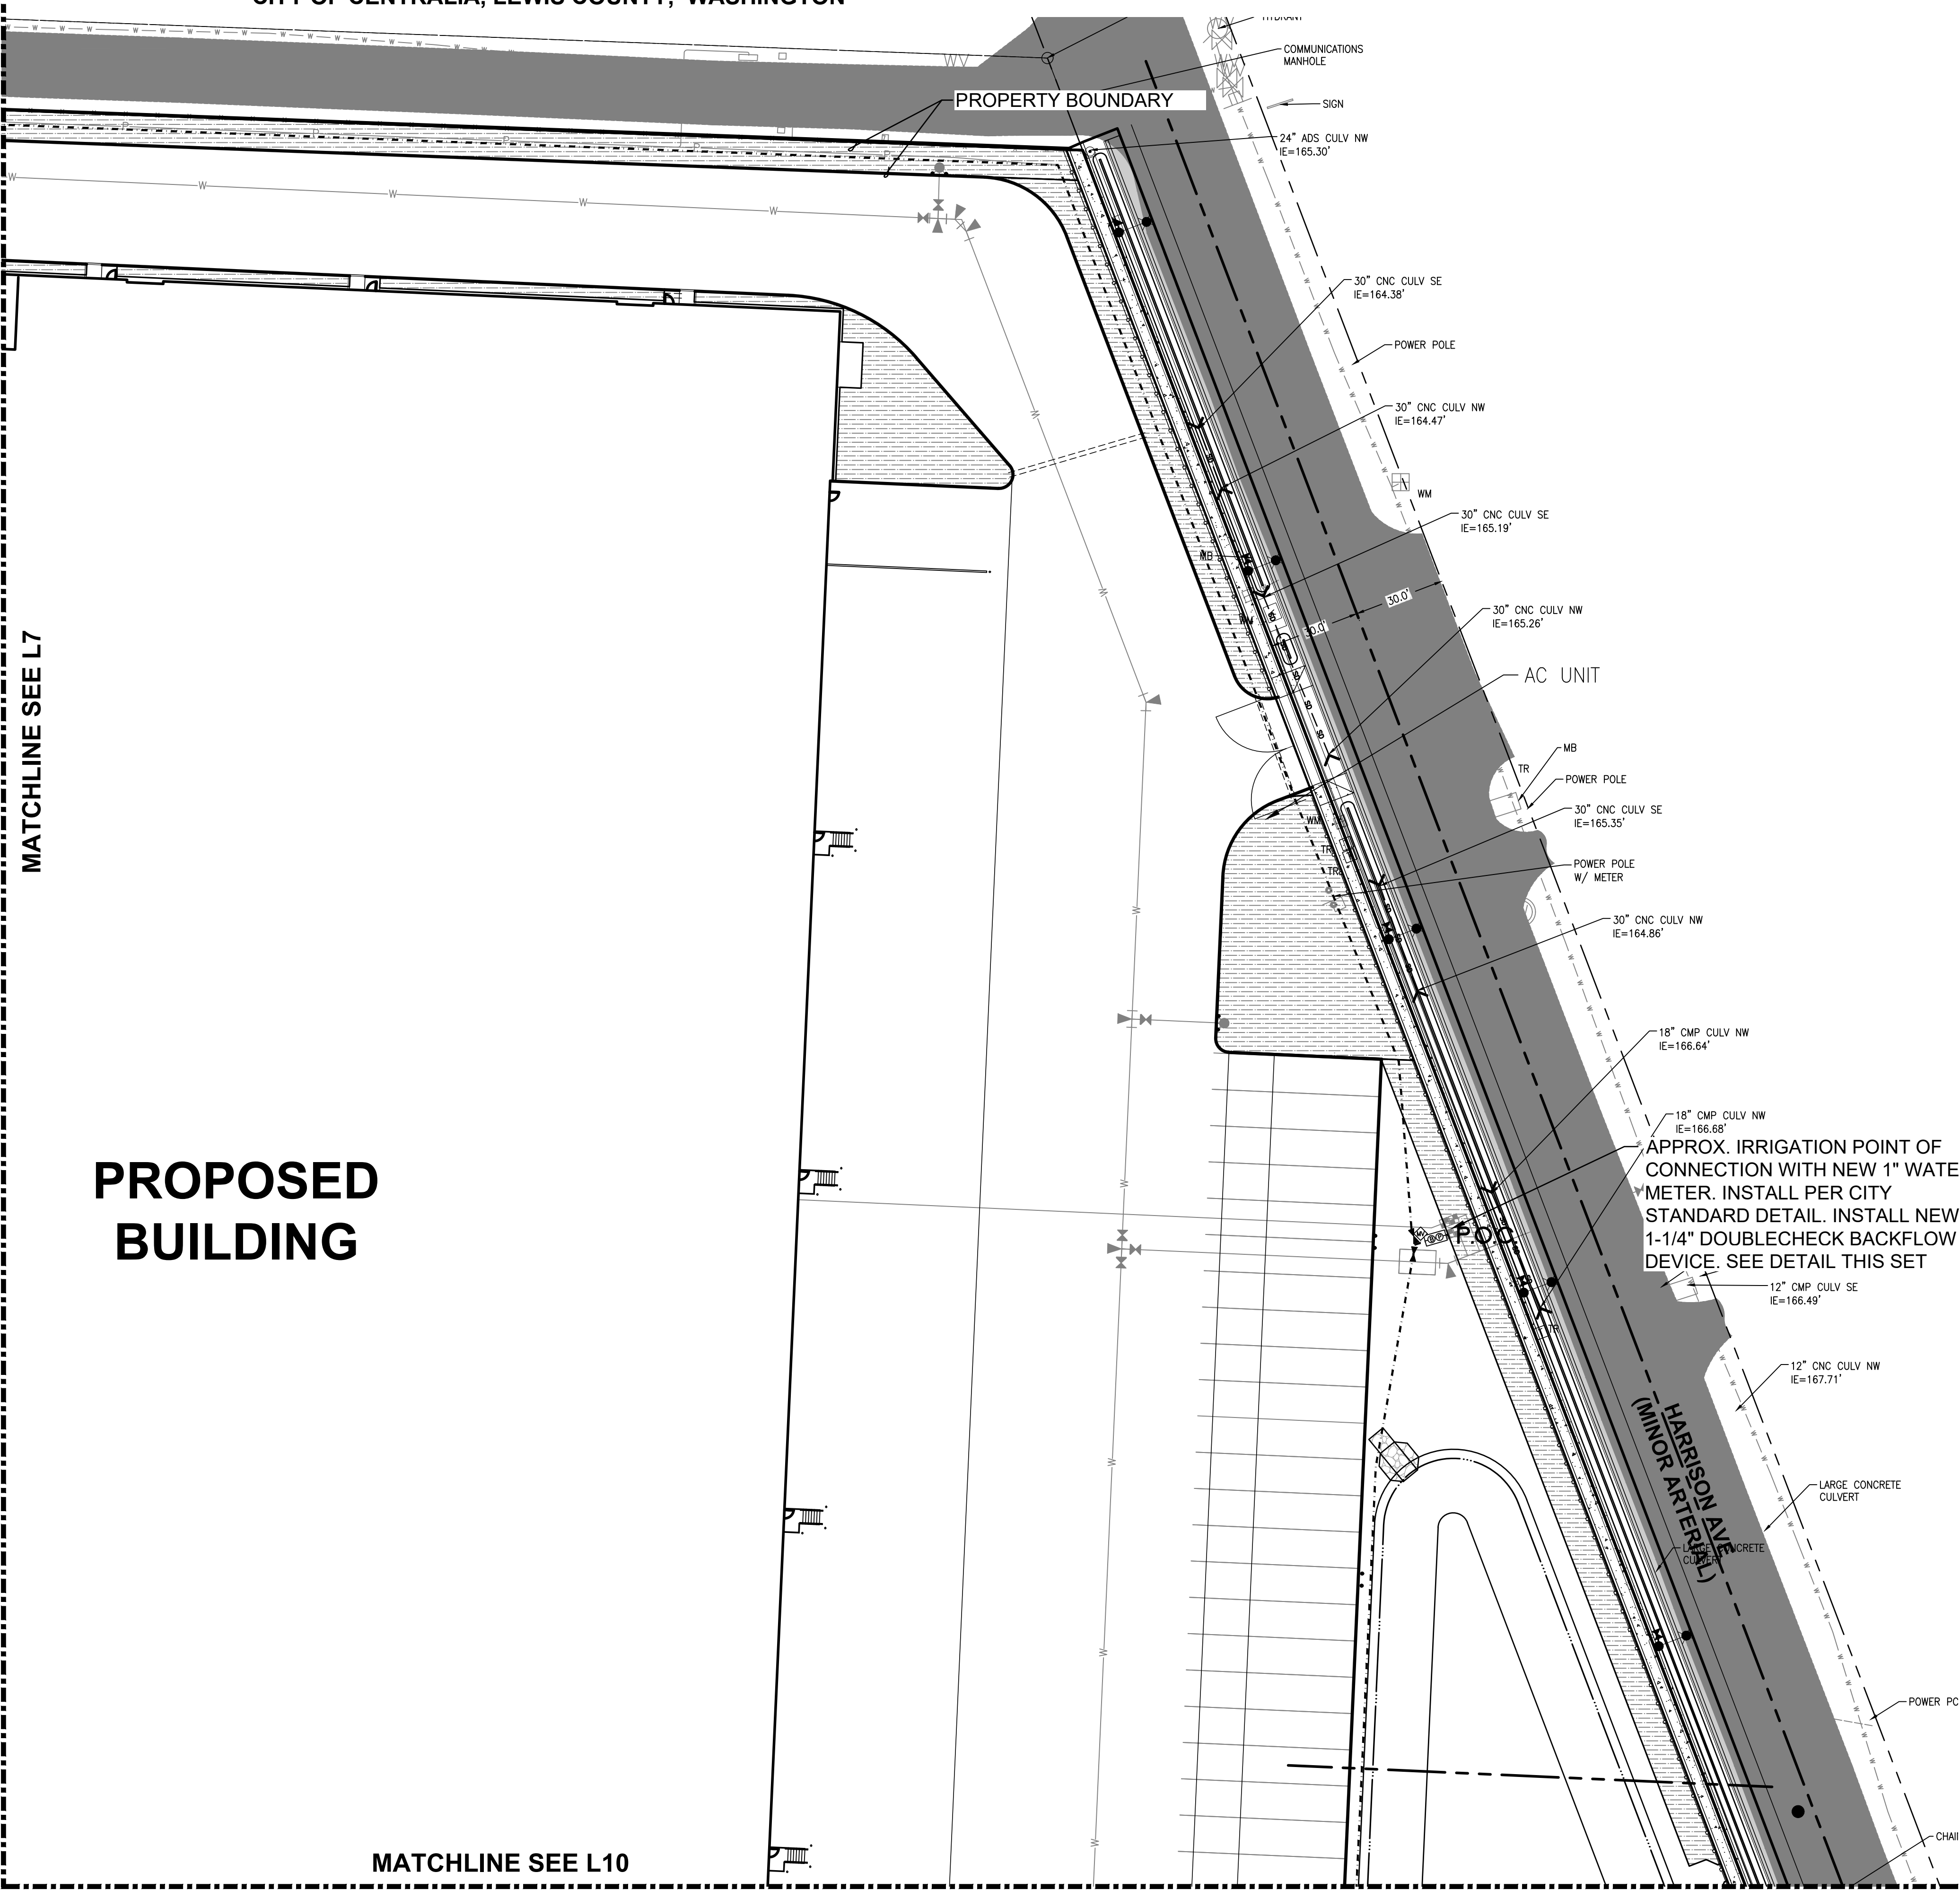 CITY OF CENTRALIA, LEWIS COUNTY, WASHINGTON
HYDRANT
COMMUNICATIONS
MANHOLE
PROPERTY BOUNDARY
SIGN
24" ADS CULV NW
IE=165.30'
30" CNC CULV SE
IE=164.38'
POWER POLE
30" CNC CULV NW
IE=164.47'
WM
30" CNC CULV SE
IE=165.19'
MB
30.0'
30.0'
30" CNC CULV NW
IE=165.26'
AC UNIT
MATCHLINE SEE L7
MB
TR
POWER POLE
30" CNC CULV SE
IE=165.35'
WM
TR
TR
POWER POLE
W/ METER
30" CNC CULV NW
IE=164.86'
18" CMP CULV NW
IE=166.64'
18" CMP CULV NW
IE=166.68'
APPROX. IRRIGATION POINT OF
CONNECTION WITH NEW 1" WATE
METER. INSTALL PER CITY
STANDARD DETAIL. INSTALL NEW
1-1/4" DOUBLECHECK BACKFLOW
DEVICE. SEE DETAIL THIS SET
P.O.C.
PROPOSED
BUILDING
12" CMP CULV SE
IE=166.49'
TR
12" CNC CULV NW
IE=167.71'
HARRISON AVE
(MINOR ARTERIAL)
LARGE CONCRETE
CULVERT
LARGE CONCRETE
CULVERT
POWER PC
CHAII
MATCHLINE SEE L10